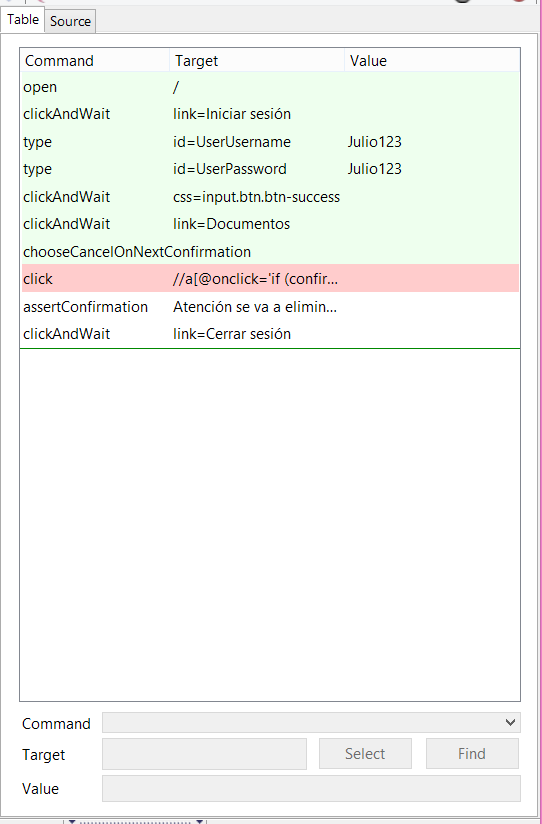 Table Source
Command Target Value
open /
clickAndWait link=Iniciar sesión
type id=UserUsername Julio123
type id=UserPassword Julio123
clickAndWait css=input.btn.btn-success
clickAndWait link=Documentos
chooseCancelOnNextConfirmation
click //a[@onclick='if (confir...
assertConfirmation Atención se va a elimin...
clickAndWait link=Cerrar sesión
Command
Target Select Find
Value